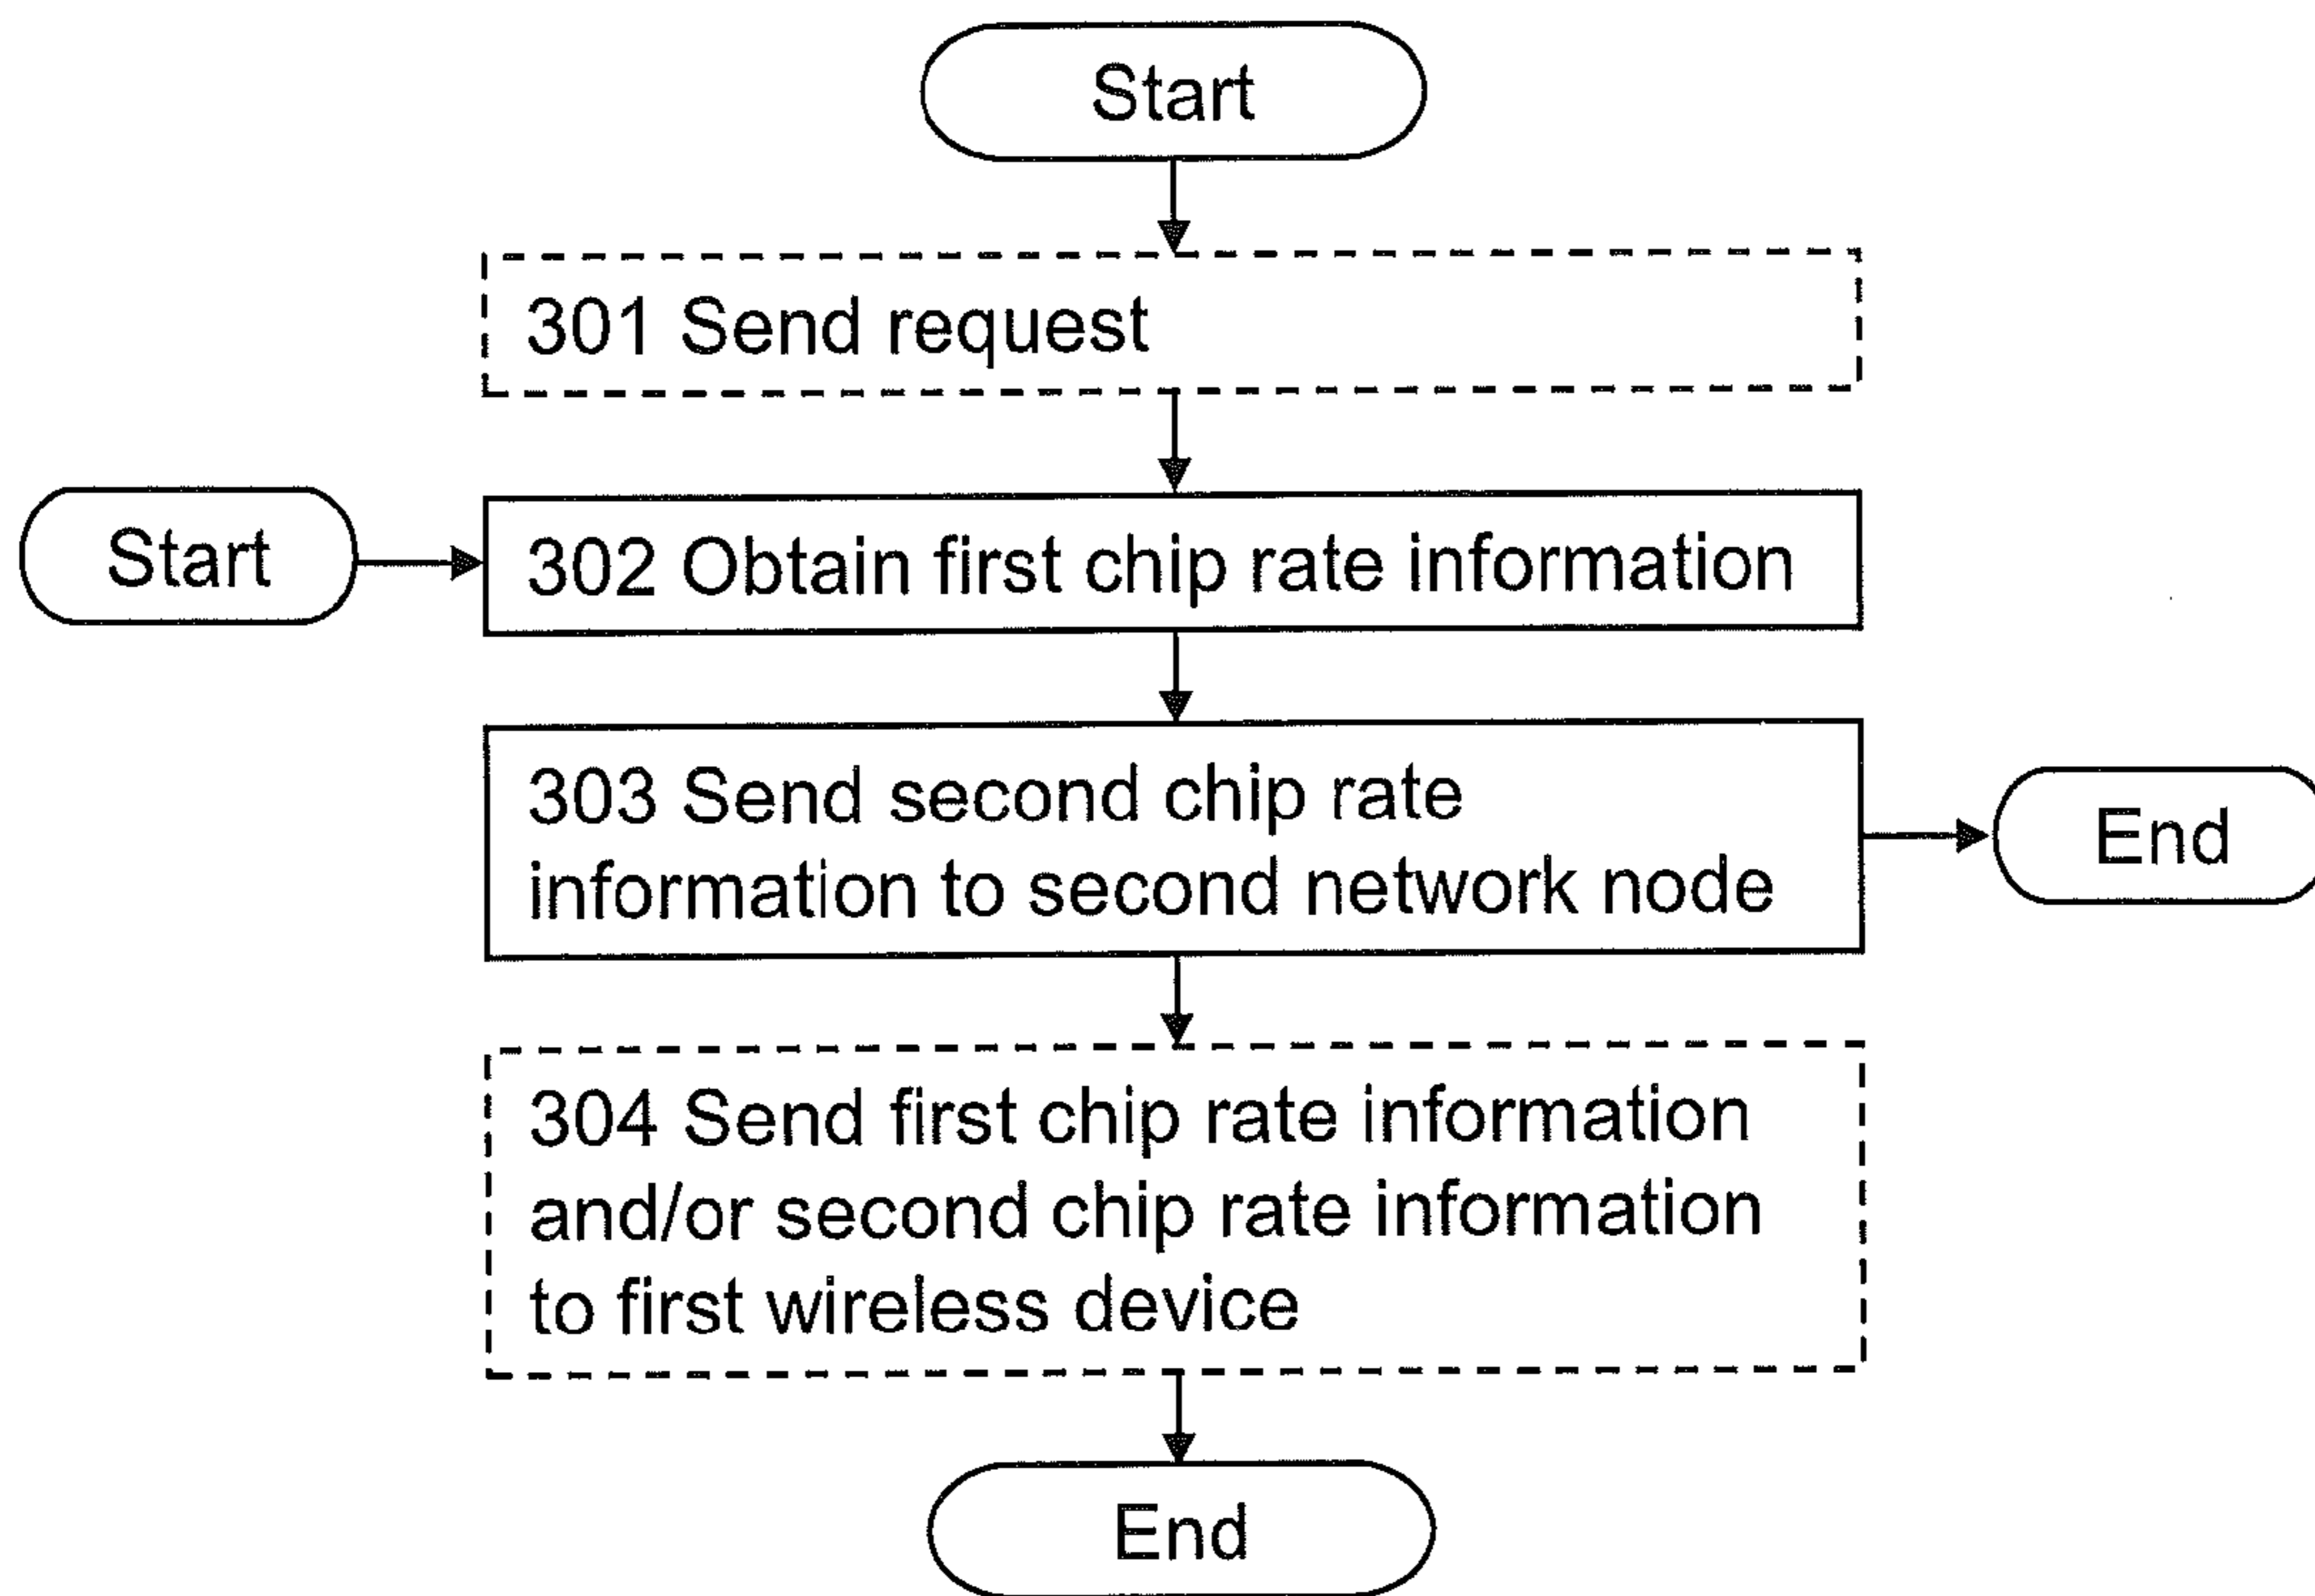 Start
301 Send request
Start
302 Obtain first chip rate information
303 Send second chip rate
information to second network node
End
304 Send first chip rate information
and/or second chip rate information
to first wireless device
End